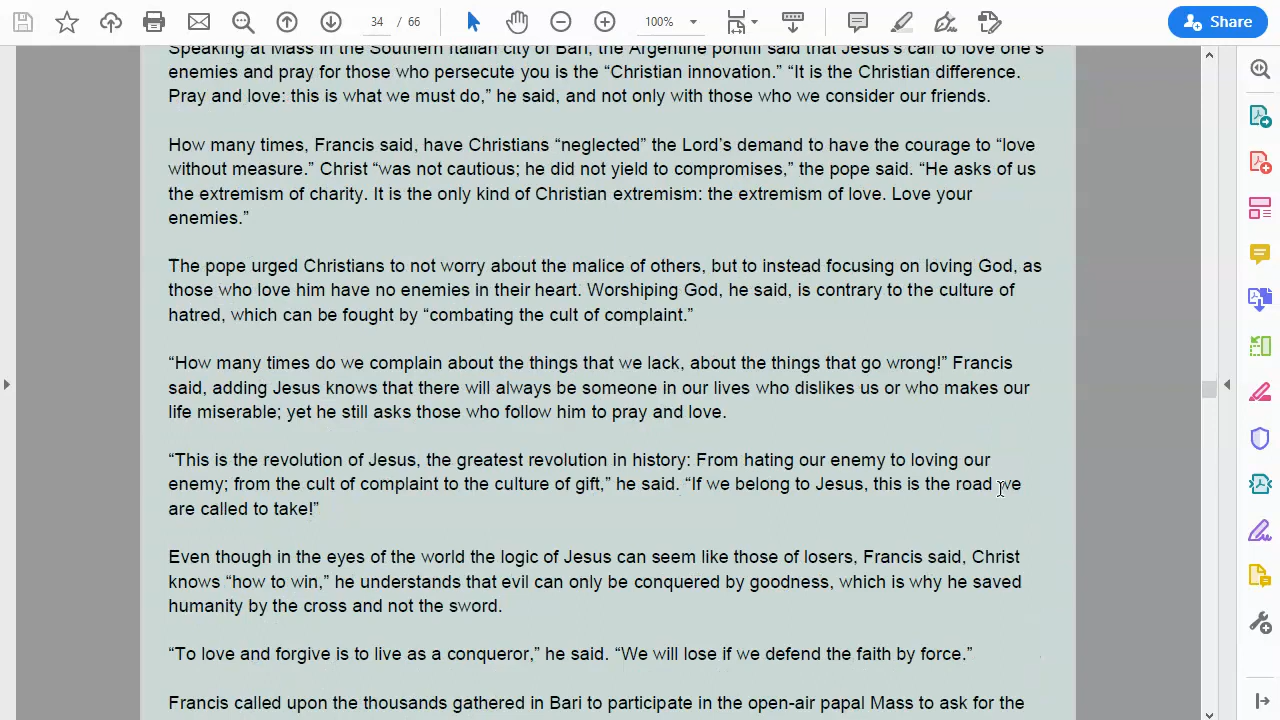 34 / 66
100%
Share
Speaking at Mass in the Southern Italian city of Bari, the Argentine pontiff said that Jesus’s call to love one’s
enemies and pray for those who persecute you is the “Christian innovation.” “It is the Christian difference.
Pray and love: this is what we must do,” he said, and not only with those who we consider our friends.
How many times, Francis said, have Christians “neglected” the Lord’s demand to have the courage to “love
without measure.” Christ “was not cautious; he did not yield to compromises,” the pope said. “He asks of us
the extremism of charity. It is the only kind of Christian extremism: the extremism of love. Love your
enemies.”
The pope urged Christians to not worry about the malice of others, but to instead focusing on loving God, as
those who love him have no enemies in their heart. Worshiping God, he said, is contrary to the culture of
hatred, which can be fought by “combating the cult of complaint.”
“How many times do we complain about the things that we lack, about the things that go wrong!” Francis
said, adding Jesus knows that there will always be someone in our lives who dislikes us or who makes our
life miserable; yet he still asks those who follow him to pray and love.
“This is the revolution of Jesus, the greatest revolution in history: From hating our enemy to loving our
enemy; from the cult of complaint to the culture of gift,” he said. “If we belong to Jesus, this is the road we
are called to take!”
Even though in the eyes of the world the logic of Jesus can seem like those of losers, Francis said, Christ
knows “how to win,” he understands that evil can only be conquered by goodness, which is why he saved
humanity by the cross and not the sword.
“To love and forgive is to live as a conqueror,” he said. “We will lose if we defend the faith by force.”
Francis called upon the thousands gathered in Bari to participate in the open-air papal Mass to ask for the